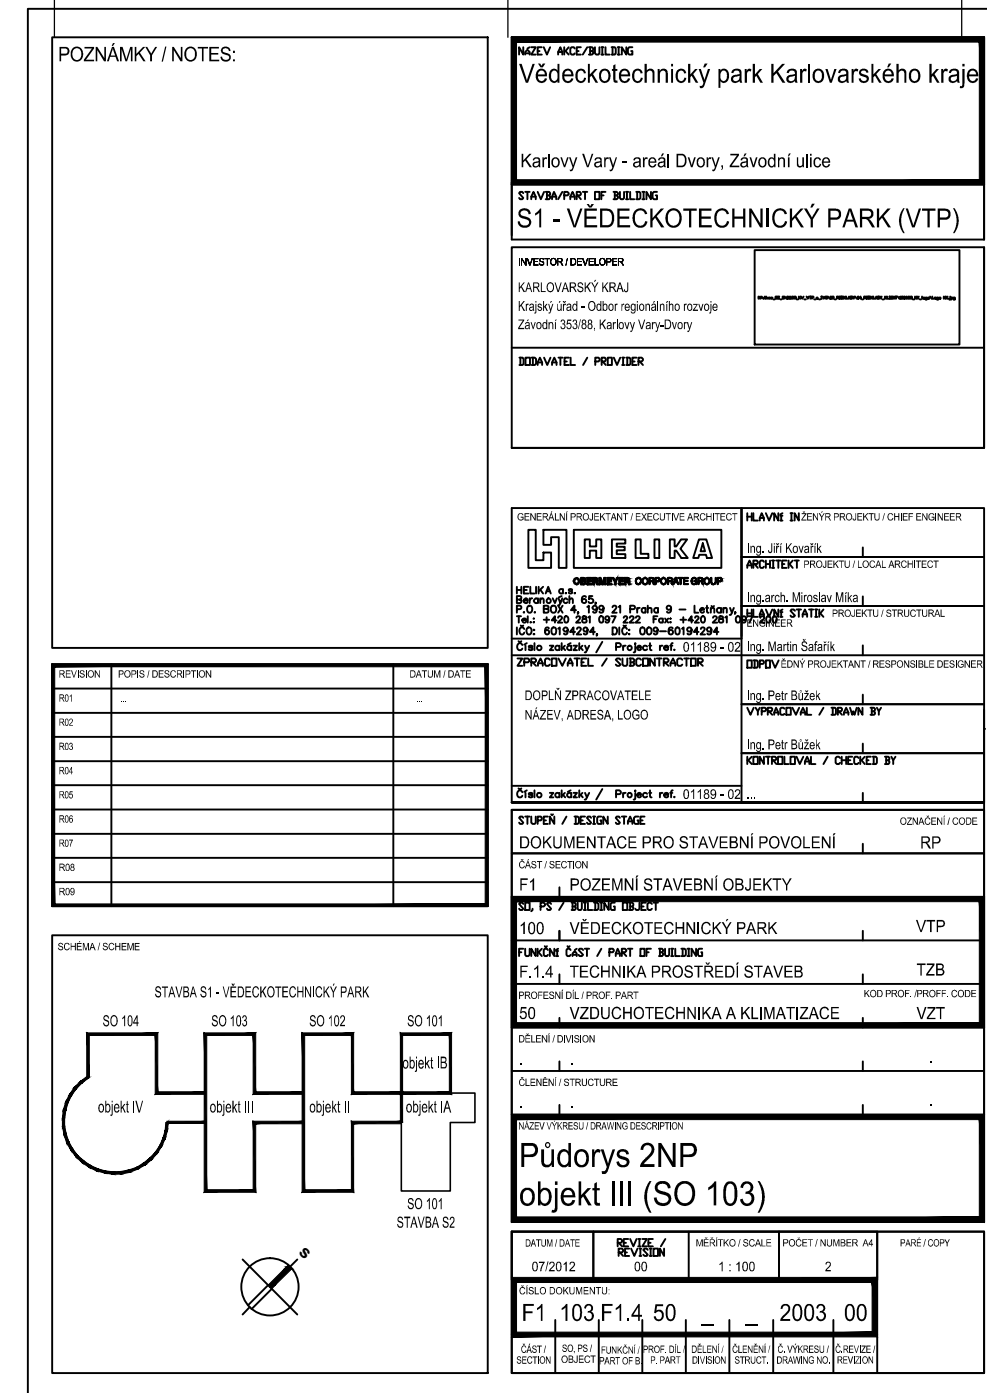 POZNÁMKY / NOTES:
NÁZEV AKCE/BUILDING
Vědeckotechnický park Karlovarského kraje
Karlovy Vary - areál Dvory, Závodní ulice
STAVBA/PART OF BUILDING
S1 - VĚDECKOTECHNICKÝ PARK (VTP)
INVESTOR / DEVELOPER
KARLOVARSKÝ KRAJ
Krajský úřad - Odbor regionálního rozvoje
Závodní 353/88, Karlovy Vary-Dvory
DODAVATEL / PROVIDER
GENERÁLNÍ PROJEKTANT / EXECUTIVE ARCHITECT
HELIKA
OBERMEYER CORPORATE GROUP
HELIKA a.s.
Beranových 65,
P.O. BOX 4, 199 21 Praha 9 – Letňany,
Tel.: +420 281 097 222 Fax: +420 281 097 200
IČO: 60194294, DIČ: 009-60194294
Číslo zakázky / Project ref. 01189 - 02
ZPRACOVATEL / SUBCONTRACTOR
DOPLŇ ZPRACOVATELE
NÁZEV, ADRESA, LOGO
Číslo zakázky / Project ref. 01189 - 02
HLAVNÍ INŽENÝR PROJEKTU / CHIEF ENGINEER
Ing. Jiří Kovařík
ARCHITEKT PROJEKTU / LOCAL ARCHITECT
Ing.arch. Miroslav Míka
HLAVNÍ STATIK PROJEKTU / STRUCTURAL
ENGINEER
Ing. Martin Šafařík
ODPOVĚDNÝ PROJEKTANT / RESPONSIBLE DESIGNER
Ing. Petr Bůžek
VYPRACOVAL / DRAWN BY
Ing. Petr Bůžek
KONTROLOVAL / CHECKED BY
...
REVISION POPIS / DESCRIPTION DATUM / DATE
R01 ... ...
R02
R03
R04
R05
R06
R07
R08
R09
STUPEŇ / DESIGN STAGE OZNAČENÍ / CODE
DOKUMENTACE PRO STAVEBNÍ POVOLENÍ RP
ČÁST / SECTION
F1 POZEMNÍ STAVEBNÍ OBJEKTY
SO, PS / BUILDING OBJECT
100 VĚDECKOTECHNICKÝ PARK VTP
FUNKČNÍ ČÁST / PART OF BUILDING
F.1.4 TECHNIKA PROSTŘEDÍ STAVEB TZB
PROFESNÍ DÍL / PROF. PART KOD PROF. /PROFF. CODE
50 VZDUCHOTECHNIKA A KLIMATIZACE VZT
DĚLENÍ / DIVISION
. . .
ČLENĚNÍ / STRUCTURE
. . .
NÁZEV VÝKRESU / DRAWING DESCRIPTION
Půdorys 2NP
objekt III (SO 103)
SCHÉMA / SCHEME
STAVBA S1 - VĚDECKOTECHNICKÝ PARK
SO 104 SO 103 SO 102 SO 101
objekt IB
objekt IV objekt III objekt II objekt IA
SO 101
STAVBA S2
S
DATUM / DATE REVIZE / REVISION MĚŘÍTKO / SCALE POČET / NUMBER A4 PARÉ / COPY
07/2012 00 1 : 100 2
ČÍSLO DOKUMENTU:
F1 103 F1.4 50 _ _ 2003 00
ČÁST / SO, PS / FUNKČNÍ / PROF. DÍL / DĚLENÍ / ČLENĚNÍ / Č. VÝKRESU / Č.REVIZE /
SECTION OBJECT PART OF B. P. PART DIVISION STRUCT. DRAWING NO. REVIZION